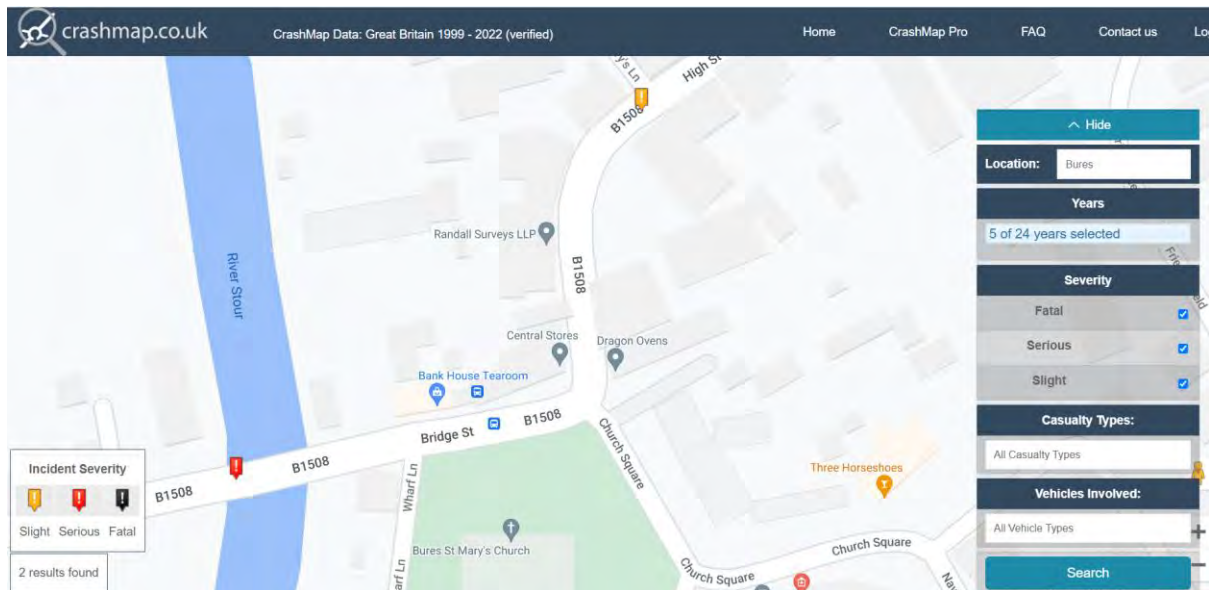 crashmap.co.uk
CrashMap Data: Great Britain 1999 - 2022 (verified)
Home
CrashMap Pro
FAQ
Contact us
Lo
y's Ln
High St
B1508
Hide
Location:
Bures
Years
5 of 24 years selected
Severity
Fatal
Serious
Slight
Casualty Types:
All Casualty Types
Vehicles Involved:
All Vehicle Types
Search
Randall Surveys LLP
River Stour
B1508
Central Stores
Dragon Ovens
Bank House Tearoom
Bridge St
B1508
Church Square
B1508
B1508
Wharf Ln
Three Horseshoes
Bures St Mary's Church
Church Square
Church Square
arf Ln
Incident Severity
Slight Serious Fatal
2 results found